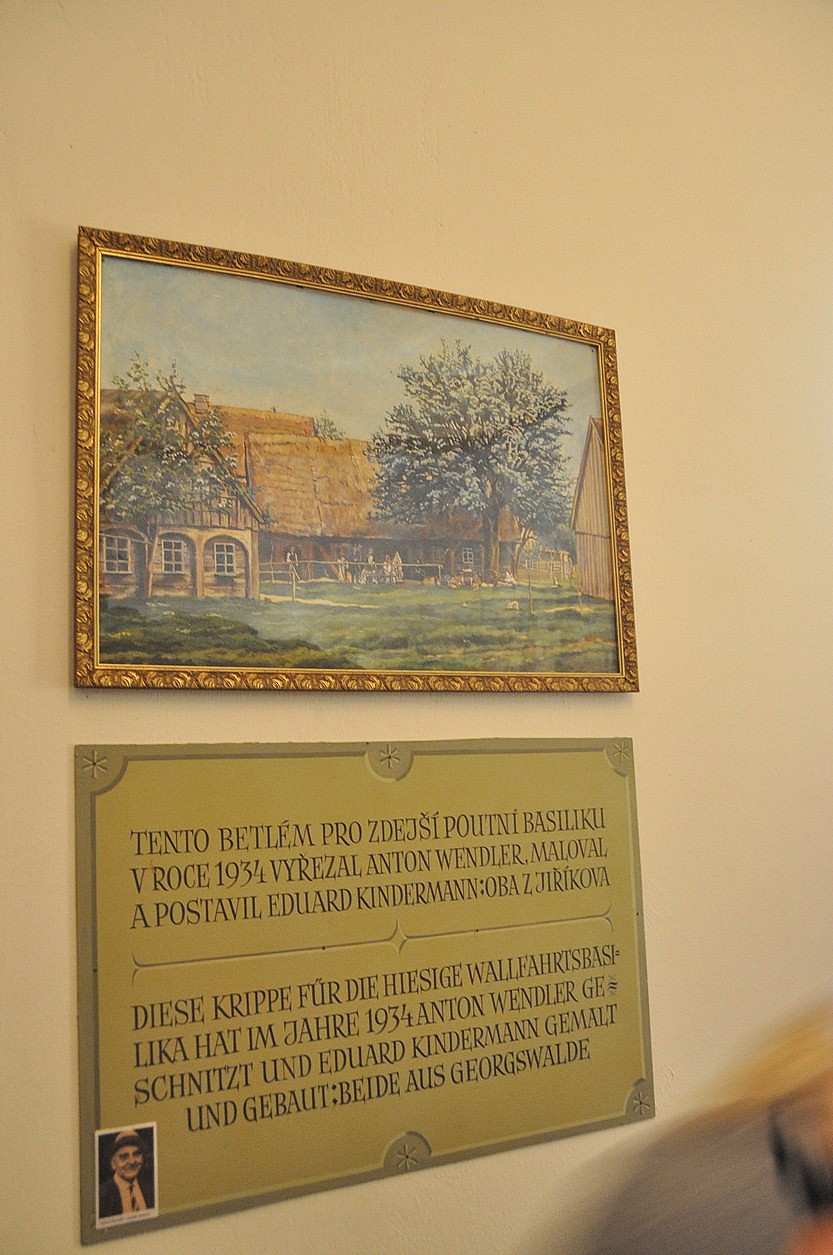 TENTO BETLÉM PRO ZDEJŠÍ POUTNÍ BASILIKU
V ROCE 1934 VYŘEZAL ANTON WENDLER, MALOVAL
A POSTAVIL EDUARD KINDERMANN: OBA Z JIŘÍKOVA
DIESE KRIPPE FŰR DIE HIESIGE WALLFAHRTSBASI=
LIKA HAT IM JAHRE 1934 ANTON WENDLER GE=
SCHNITZT UND EDUARD KINDERMANN GEMALT
UND GEBAUT: BEIDE AUS GEORGSWALDE